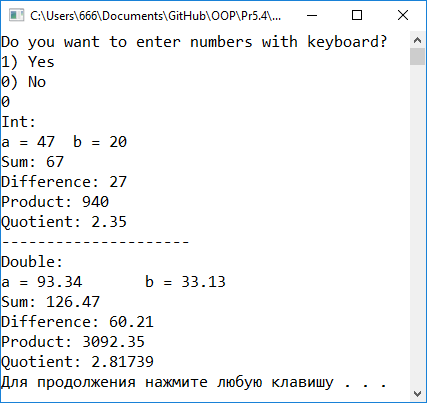 C:\Users\666\Documents\GitHub\OOP\Pr5.4\...
Do you want to enter numbers with keyboard?
1) Yes
0) No
0
Int:
a = 47  b = 20
Sum: 67
Difference: 27
Product: 940
Quotient: 2.35
---------------------
Double:
a = 93.34       b = 33.13
Sum: 126.47
Difference: 60.21
Product: 3092.35
Quotient: 2.81739
Для продолжения нажмите любую клавишу . . .